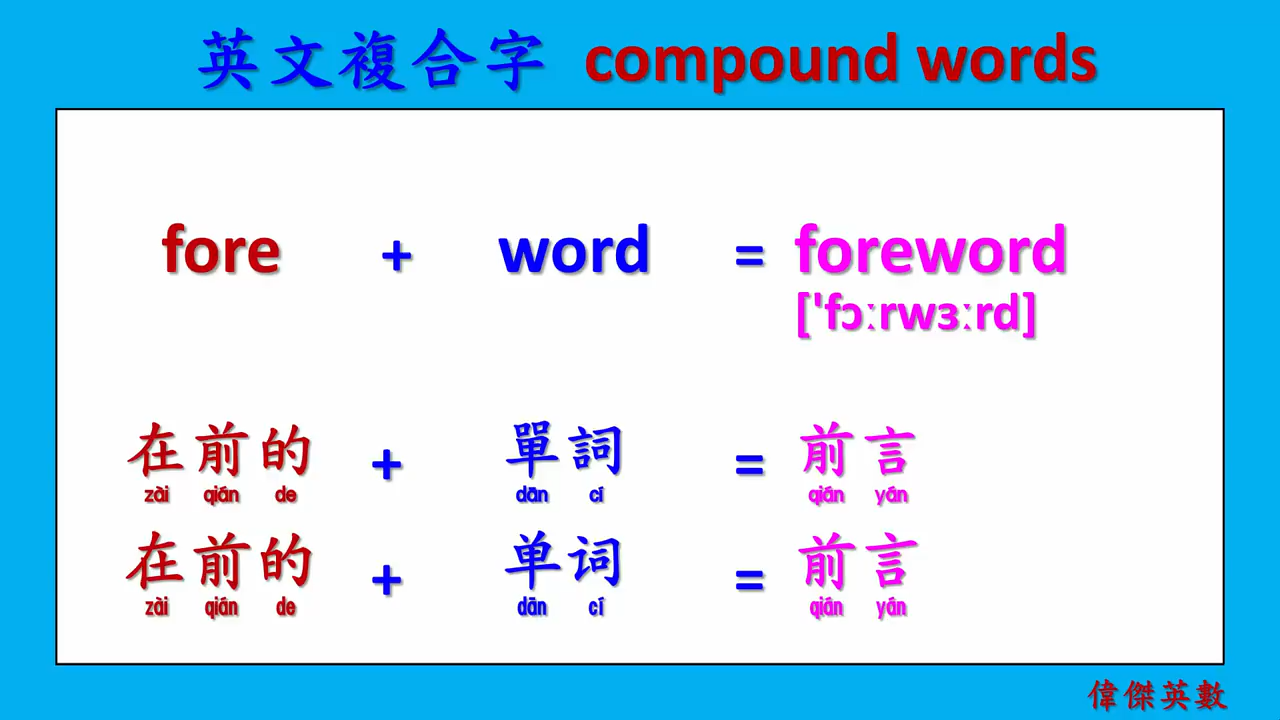 英文複合字 compound words
fore + word = foreword
['fɔːrwɜːrd]
在前的 + 單詞 = 前言
zài qián de dān cí qián yán
在前的 + 单词 = 前言
zài qián de dān cí qián yán
偉傑英數